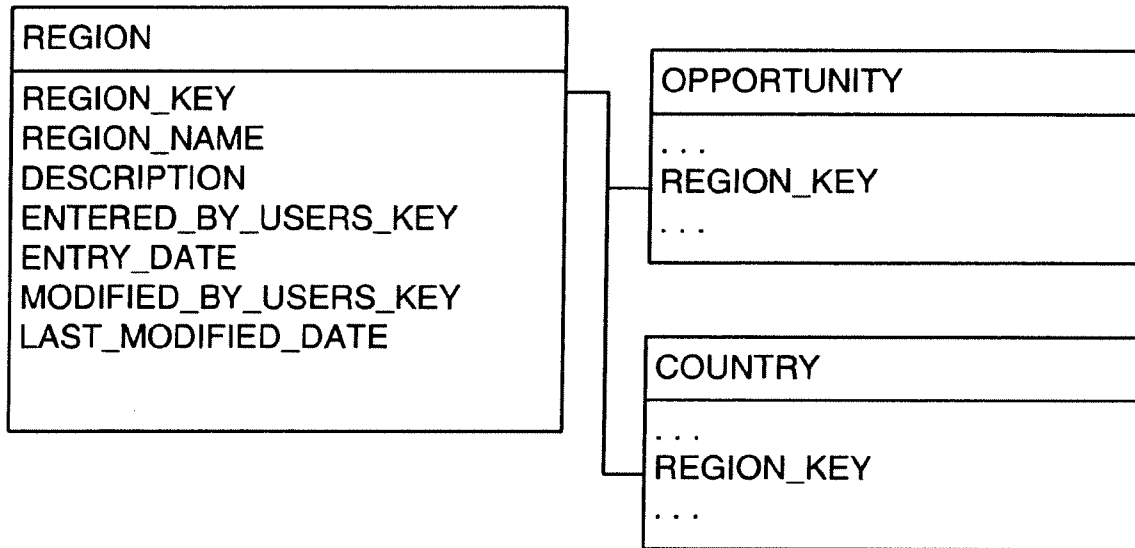 REGION
REGION_KEY
REGION_NAME
DESCRIPTION
ENTERED_BY_USERS_KEY
ENTRY_DATE
MODIFIED_BY_USERS_KEY
LAST_MODIFIED_DATE
OPPORTUNITY
. . .
REGION_KEY
. . .
COUNTRY
. . .
REGION_KEY
. . .